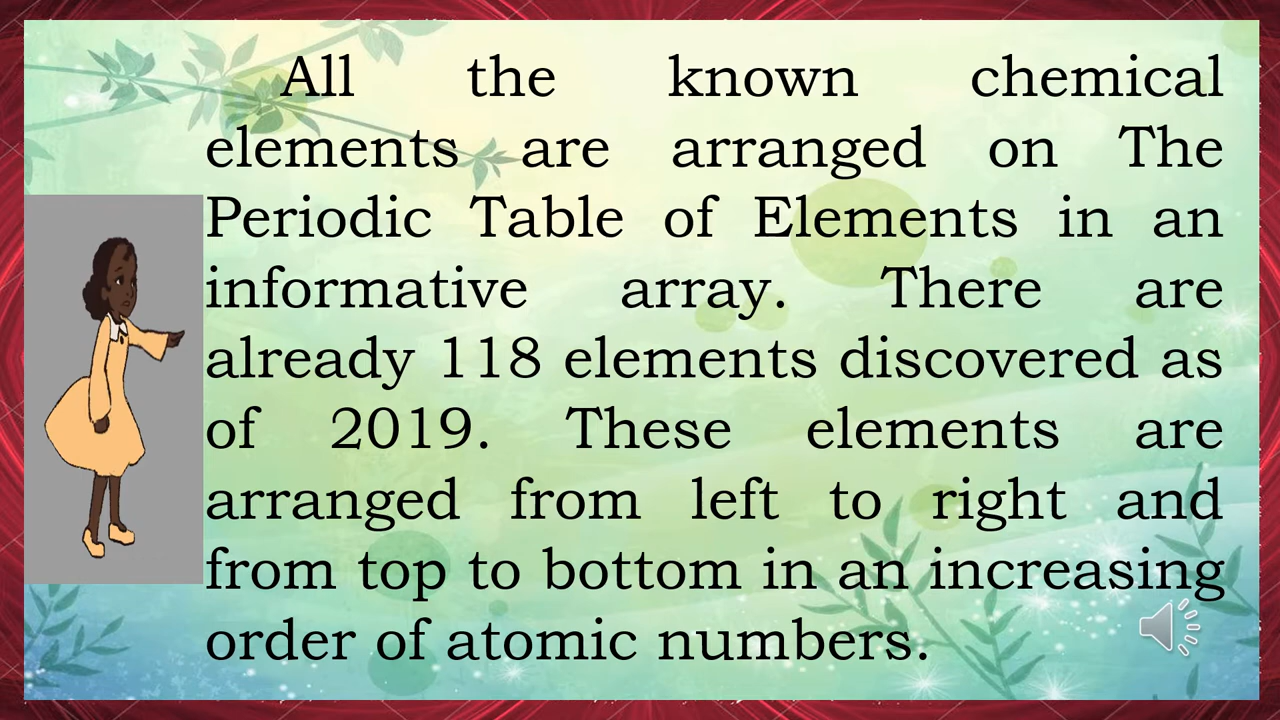 All the known chemical
elements are arranged on The
Periodic Table of Elements in an
informative array. There are
already 118 elements discovered as
of 2019. These elements are
arranged from left to right and
from top to bottom in an increasing
order of atomic numbers.